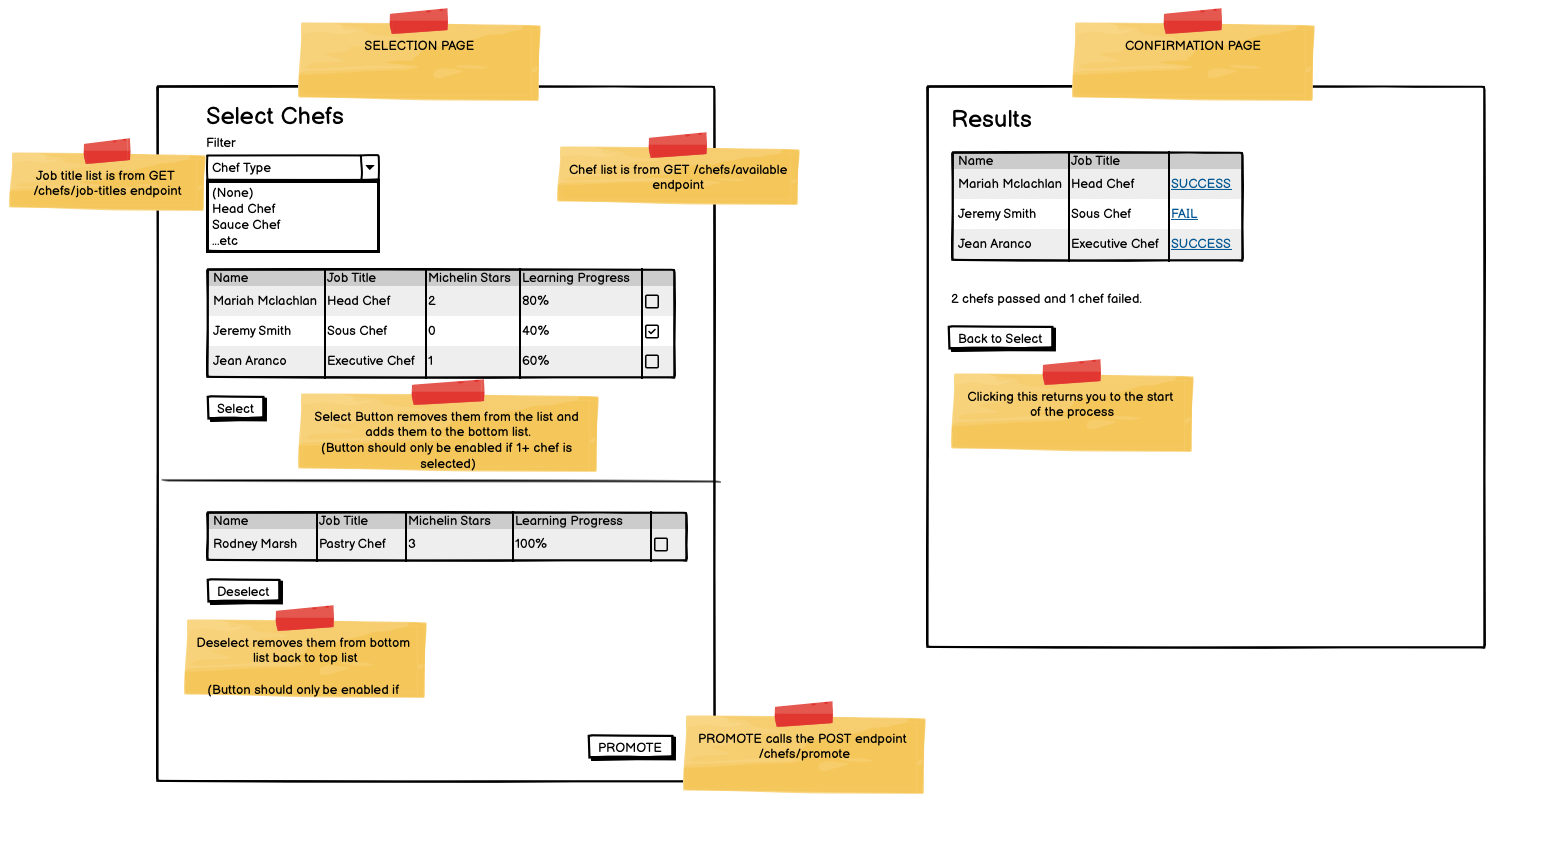 SELECTION PAGE
Select Chefs
Filter
Chef Type
(None)
Head Chef
Sauce Chef
...etc
Job title list is from GET
/chefs/job-titles endpoint
Chef list is from GET /chefs/available
endpoint
Name Job Title Michelin Stars Learning Progress
Mariah Mclachlan Head Chef 2 80%
Jeremy Smith Sous Chef 0 40%
Jean Aranco Executive Chef 1 60%
Select
Select Button removes them from the list and
adds them to the bottom list.
(Button should only be enabled if 1+ chef is
selected)
Name Job Title Michelin Stars Learning Progress
Rodney Marsh Pastry Chef 3 100%
Deselect
Deselect removes them from bottom
list back to top list
(Button should only be enabled if
PROMOTE
PROMOTE calls the POST endpoint
/chefs/promote
CONFIRMATION PAGE
Results
Name Job Title
Mariah Mclachlan Head Chef SUCCESS
Jeremy Smith Sous Chef FAIL
Jean Aranco Executive Chef SUCCESS
2 chefs passed and 1 chef failed.
Back to Select
Clicking this returns you to the start
of the process